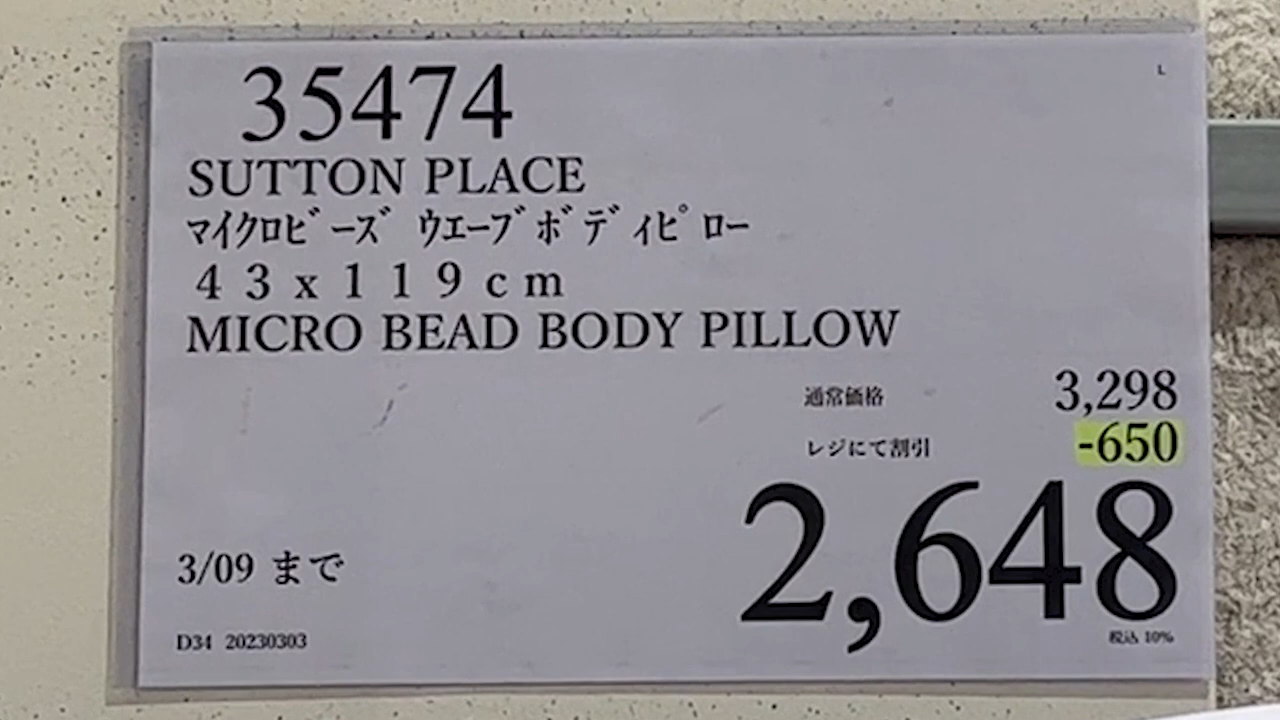 L
35474
SUTTON PLACE
ﾏｲｸﾛﾋﾞｰｽﾞ ｳｴｰﾌﾞﾎﾞﾃﾞｨﾋﾟﾛｰ
４３ｘ１１９ｃｍ
MICRO BEAD BODY PILLOW
通常価格 3,298
レジにて割引 -650
2,648
3/09 まで
D34 20230303
税込 10%